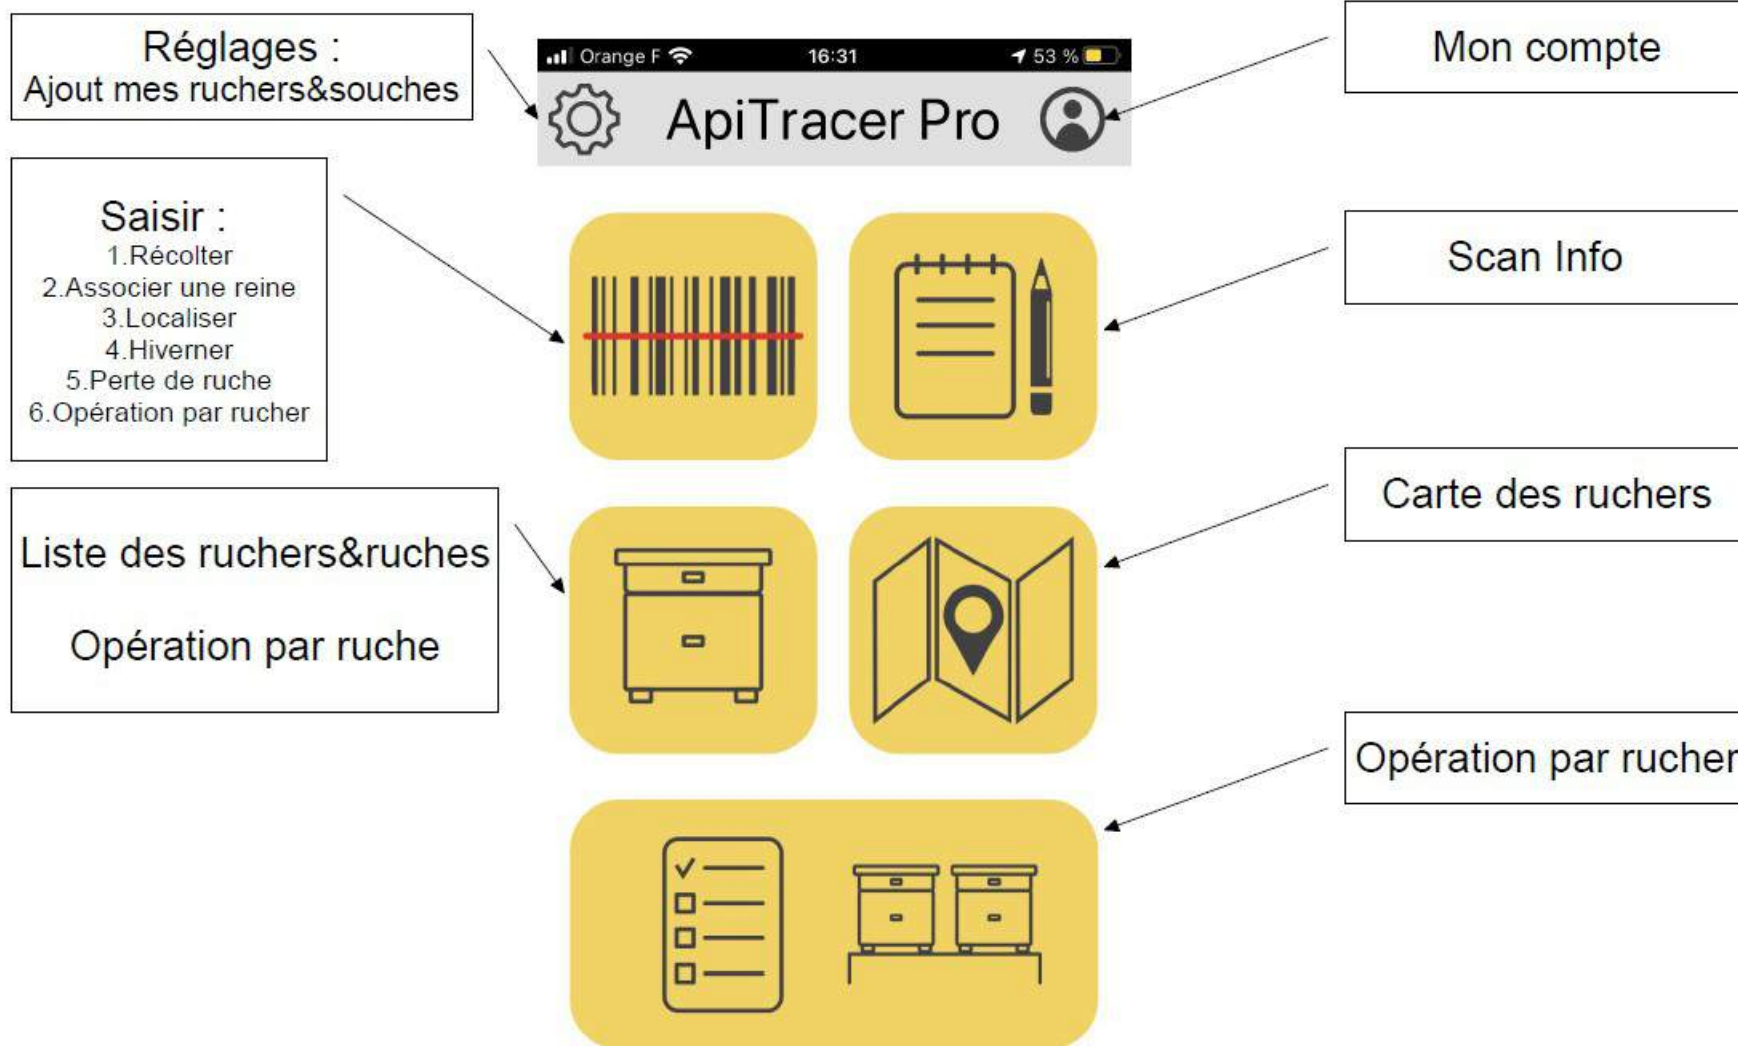 Réglages :
Ajout mes ruchers&souches
Orange F 16:31 53 %
ApiTracer Pro
Mon compte
Saisir :
1.Récolter
2.Associer une reine
3.Localiser
4.Hiverner
5.Perte de ruche
6.Opération par rucher
Scan Info
Liste des ruchers&ruches
Opération par ruche
Carte des ruchers
Opération par rucher